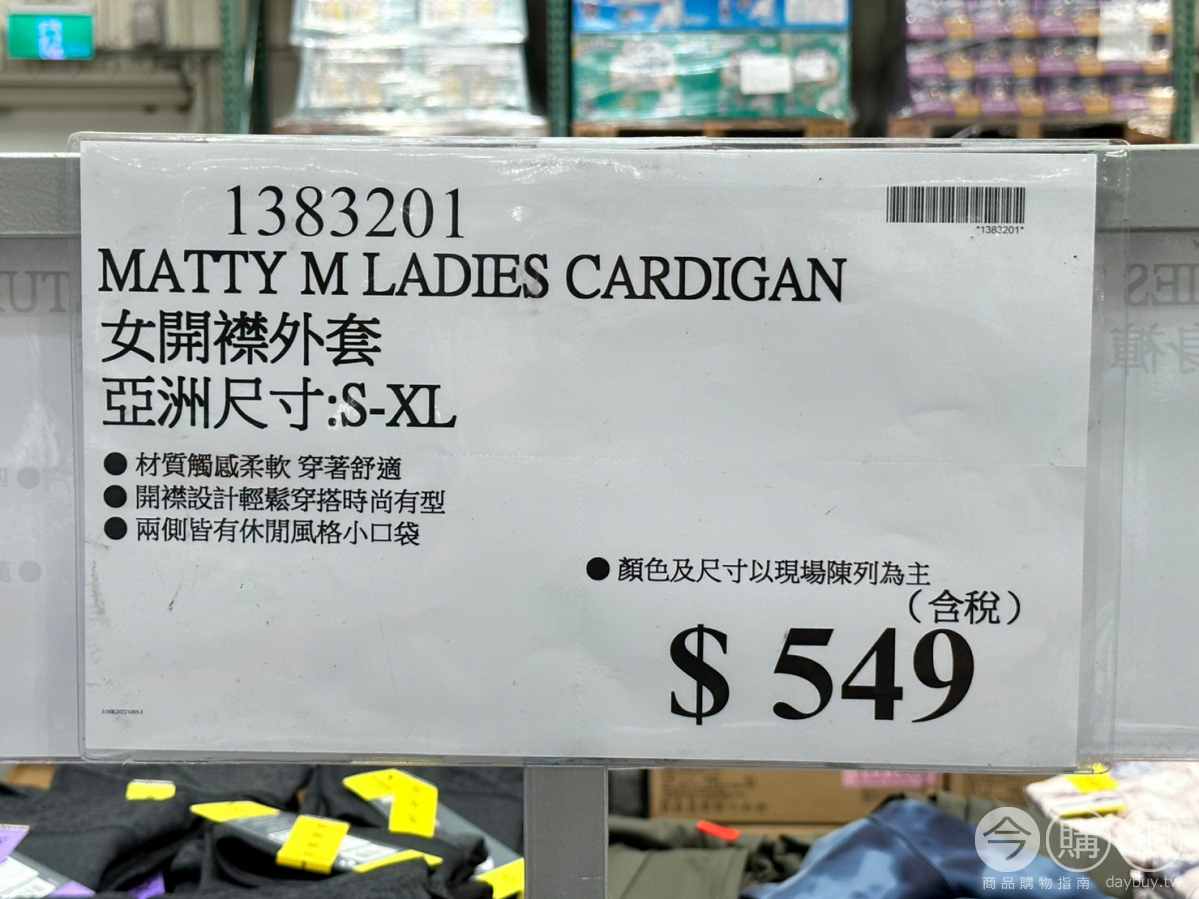 1383201
*1383201*
MATTY M LADIES CARDIGAN
女開襟外套
亞洲尺寸:S-XL
● 材質觸感柔軟 穿著舒適
● 開襟設計輕鬆穿搭時尚有型
● 兩側皆有休閒風格小口袋
● 顏色及尺寸以現場陳列為主
(含稅)
$ 549
今購
商品購物指南 daybuy.tw